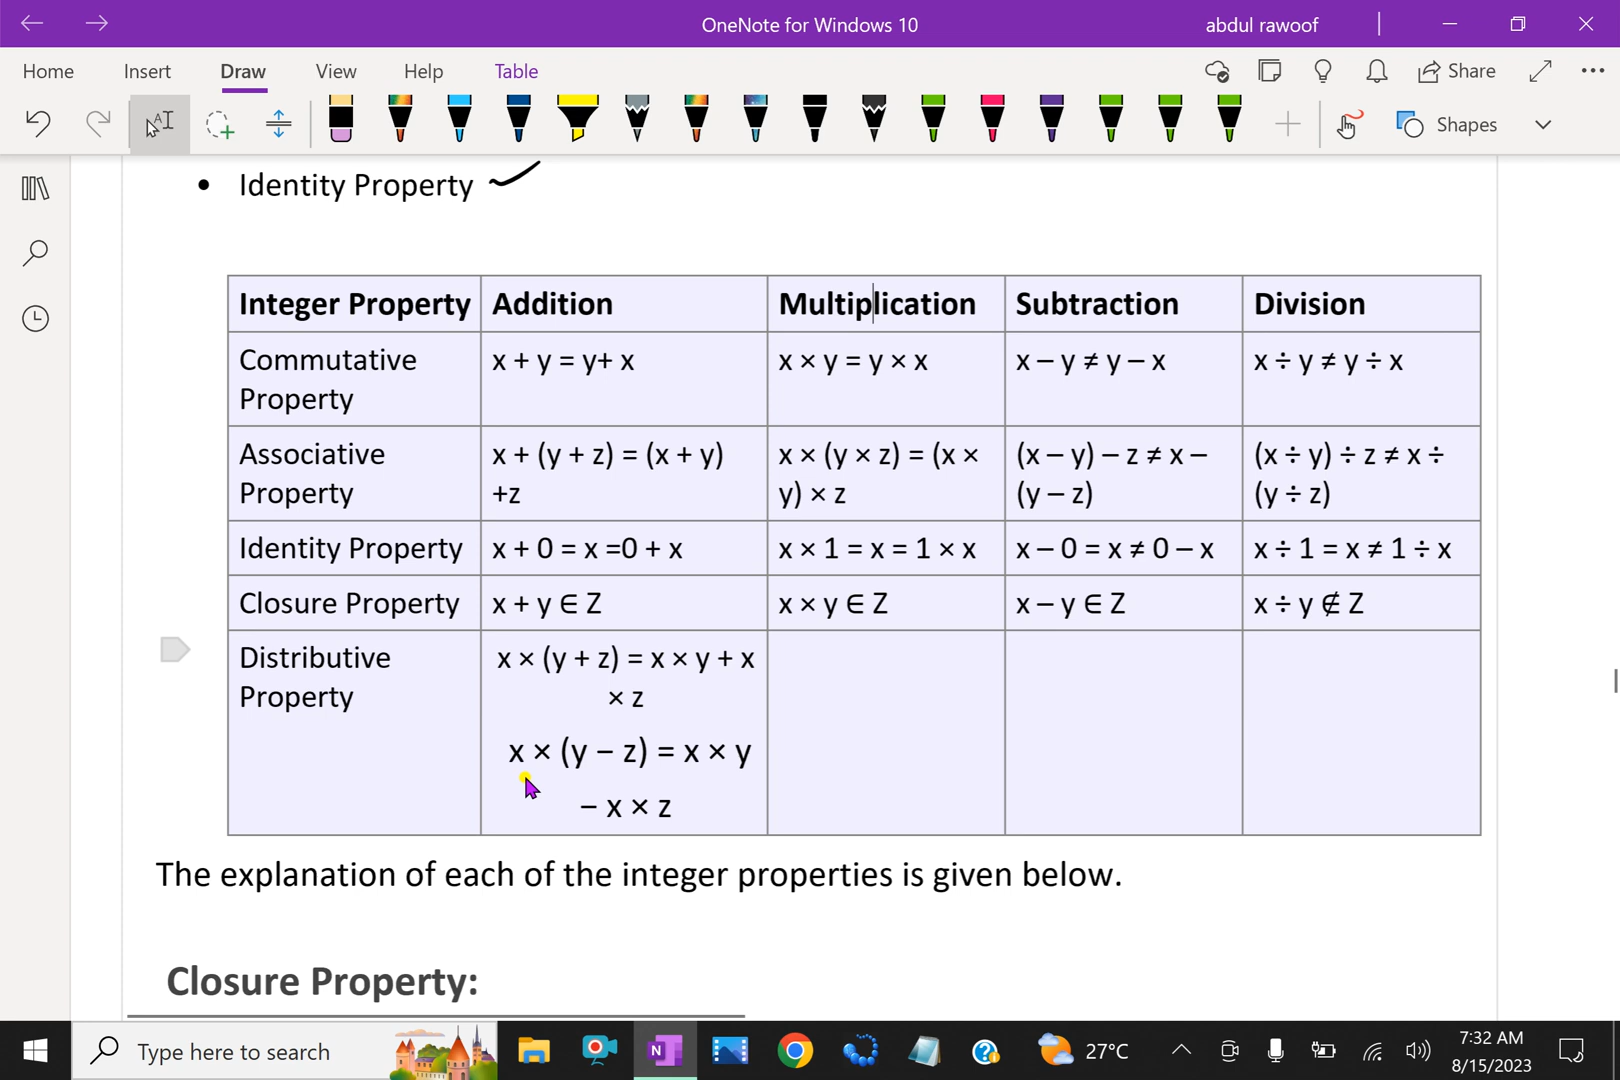 OneNote for Windows 10
abdul rawoof
Home Insert Draw View Help Table
Share
Shapes
• Identity Property
Integer Property Addition Multiplication Subtraction Division
Commutative x + y = y+ x x × y = y × x x – y ≠ y – x x ÷ y ≠ y ÷ x
Property
Associative x + (y + z) = (x + y) x × (y × z) = (x × (x – y) – z ≠ x – (x ÷ y) ÷ z ≠ x ÷
Property +z y) × z (y – z) (y ÷ z)
Identity Property x + 0 = x =0 + x x × 1 = x = 1 × x x – 0 = x ≠ 0 – x x ÷ 1 = x ≠ 1 ÷ x
Closure Property x + y ∈ Z x × y ∈ Z x – y ∈ Z x ÷ y ∉ Z
Distributive x × (y + z) = x × y + x
Property × z
x × (y − z) = x × y
− x × z
The explanation of each of the integer properties is given below.
Closure Property:
Type here to search
27°C
7:32 AM
8/15/2023